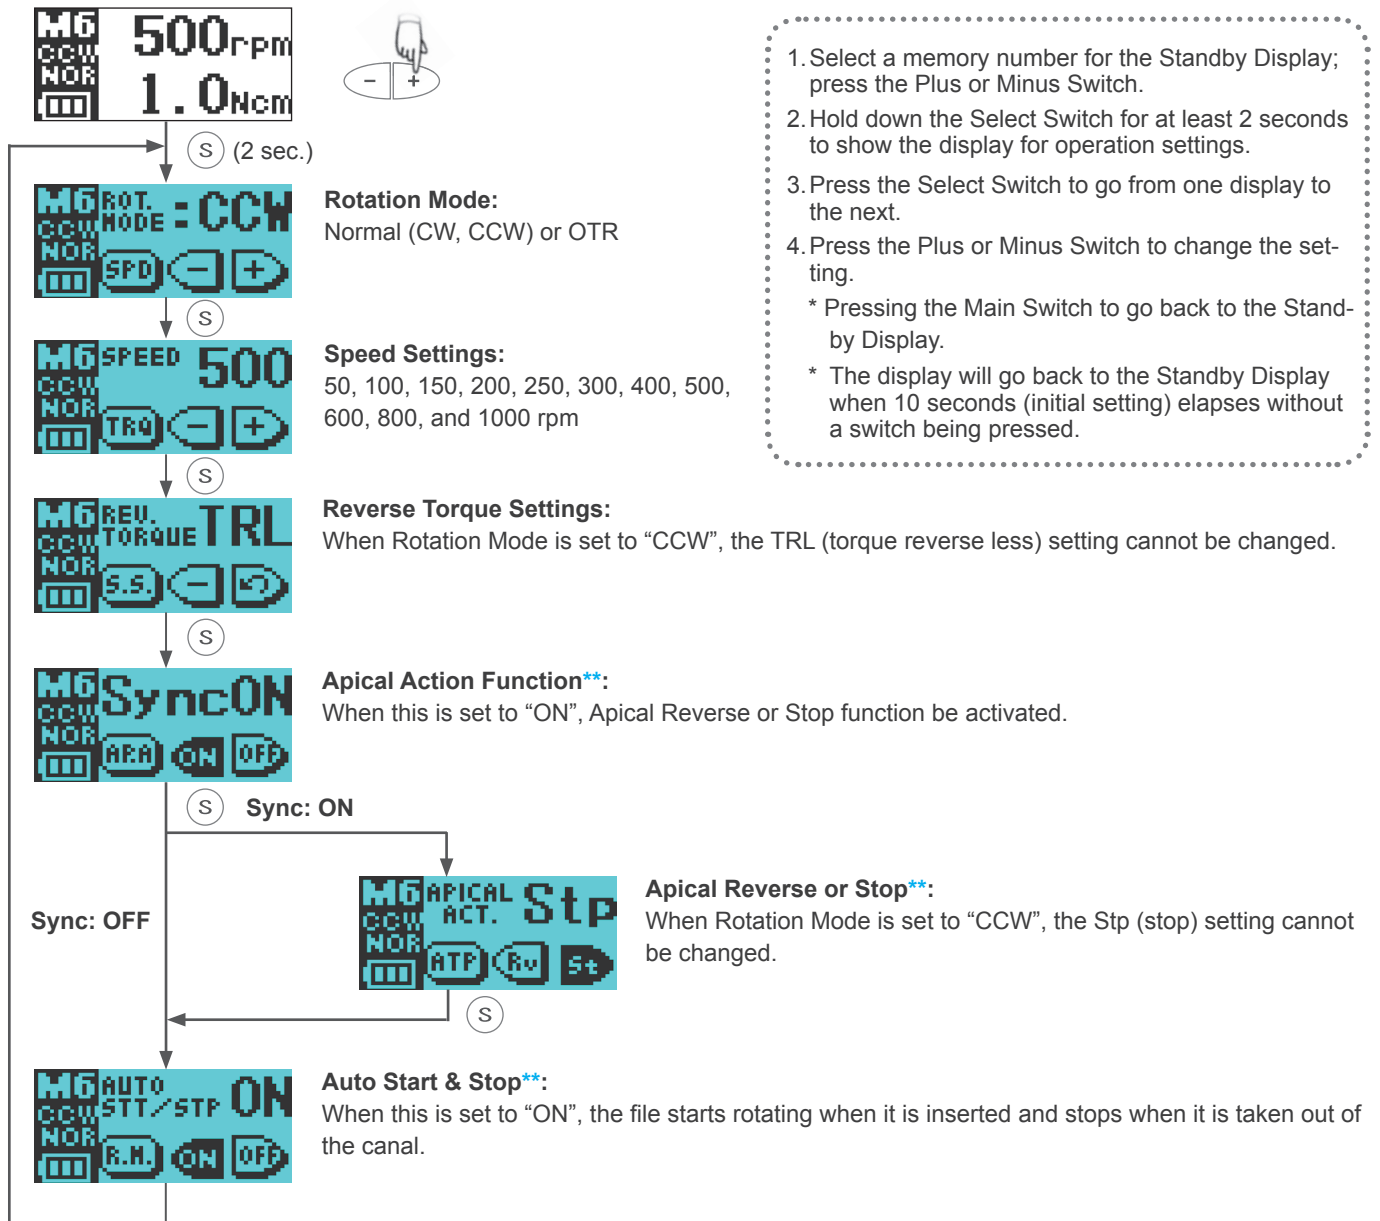 M6 500rpm
CCW
NOR 1.0Ncm
- +
S (2 sec.)
M6 ROT. MODE : CCW
CCW
NOR SPD - +
Rotation Mode:
Normal (CW, CCW) or OTR
S
M6 SPEED 500
CCW
NOR TRQ - +
Speed Settings:
50, 100, 150, 200, 250, 300, 400, 500,
600, 800, and 1000 rpm
1. Select a memory number for the Standby Display;
press the Plus or Minus Switch.
2. Hold down the Select Switch for at least 2 seconds
to show the display for operation settings.
3. Press the Select Switch to go from one display to
the next.
4. Press the Plus or Minus Switch to change the set-
ting.
* Pressing the Main Switch to go back to the Stand-
by Display.
* The display will go back to the Standby Display
when 10 seconds (initial setting) elapses without
a switch being pressed.
S
M6 REV. TORQUE TRL
CCW
NOR S.S. -
Reverse Torque Settings:
When Rotation Mode is set to “CCW”, the TRL (torque reverse less) setting cannot be changed.
S
M6 SyncON
CCW
NOR AP.A ON OFF
Apical Action Function**:
When this is set to “ON”, Apical Reverse or Stop function be activated.
S Sync: ON
Sync: OFF
M6 APICAL ACT. Stp
CCW
NOR ATP Rv St
Apical Reverse or Stop**:
When Rotation Mode is set to “CCW”, the Stp (stop) setting cannot
be changed.
S
M6 AUTO STT/STP ON
CCW
NOR R.M. ON OFF
Auto Start & Stop**:
When this is set to “ON”, the file starts rotating when it is inserted and stops when it is taken out of
the canal.